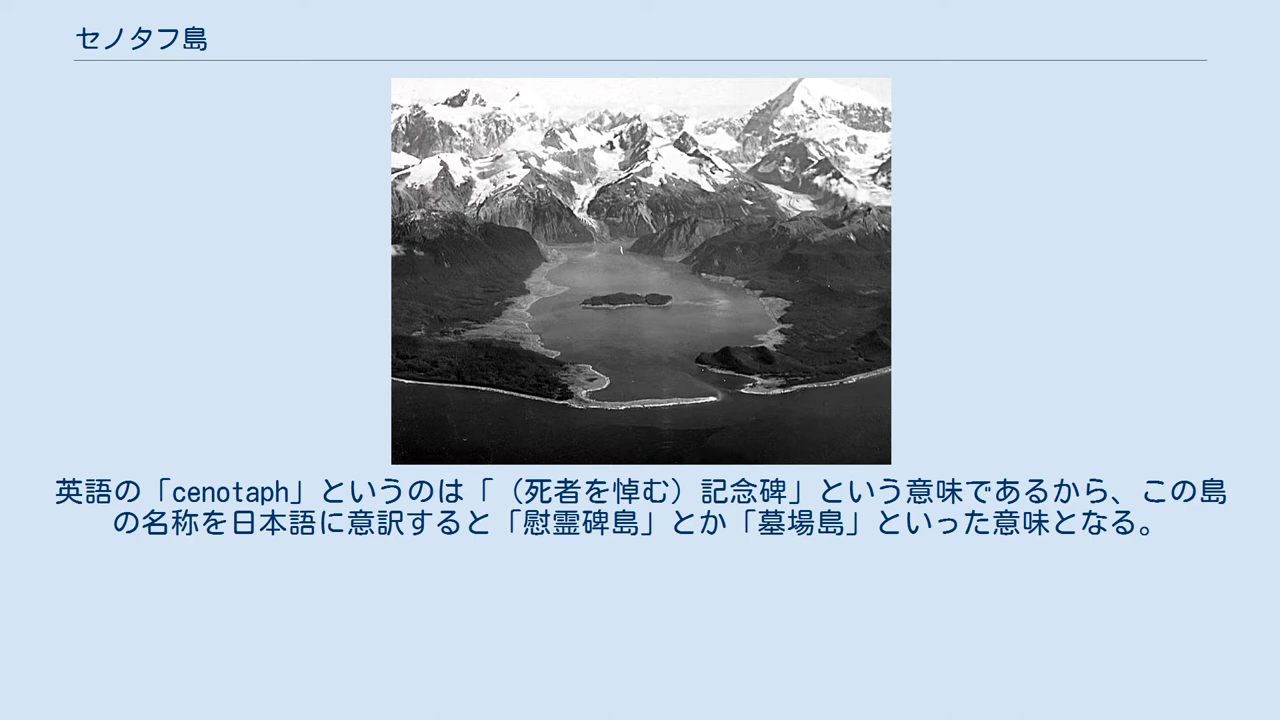 セノタフ島
英語の「cenotaph」というのは「（死者を悼む）記念碑」という意味であるから、この島
の名称を日本語に意訳すると「慰霊碑島」とか「墓場島」といった意味となる。